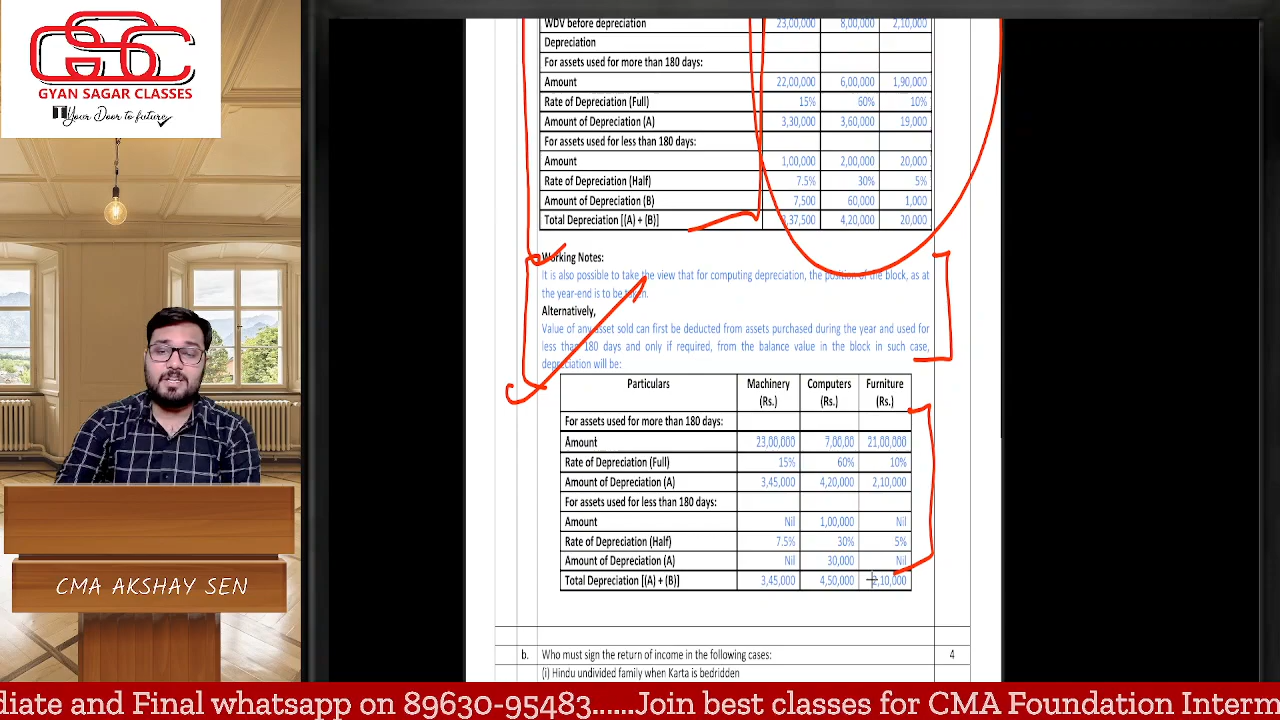 GSC
GYAN SAGAR CLASSES
Your Door to future
CMA AKSHAY SEN
WDV before depreciation 23,00,000 8,00,000 2,10,000
Depreciation
For assets used for more than 180 days:
Amount 22,00,000 6,00,000 1,90,000
Rate of Depreciation (Full) 15% 60% 10%
Amount of Depreciation (A) 3,30,000 3,60,000 19,000
For assets used for less than 180 days:
Amount 1,00,000 2,00,000 20,000
Rate of Depreciation (Half) 7.5% 30% 5%
Amount of Depreciation (B) 7,500 60,000 1,000
Total Depreciation [(A) + (B)] 3,37,500 4,20,000 20,000
Working Notes:
It is also possible to take the view that for computing depreciation, the position of the block, as at
the year-end is to be taken.
Alternatively,
Value of any asset sold can first be deducted from assets purchased during the year and used for
less than 180 days and only if required, from the balance value in the block in such case,
depreciation will be:
Particulars Machinery (Rs.) Computers (Rs.) Furniture (Rs.)
For assets used for more than 180 days:
Amount 23,00,000 7,00,00 21,00,000
Rate of Depreciation (Full) 15% 60% 10%
Amount of Depreciation (A) 3,45,000 4,20,000 2,10,000
For assets used for less than 180 days:
Amount Nil 1,00,000 Nil
Rate of Depreciation (Half) 7.5% 30% 5%
Amount of Depreciation (A) Nil 30,000 Nil
Total Depreciation [(A) + (B)] 3,45,000 4,50,000 2,10,000
b. Who must sign the return of income in the following cases: 4
(i) Hindu undivided family when Karta is bedridden
diate and Final whatsapp on 89630-95483......Join best classes for CMA Foundation Interm